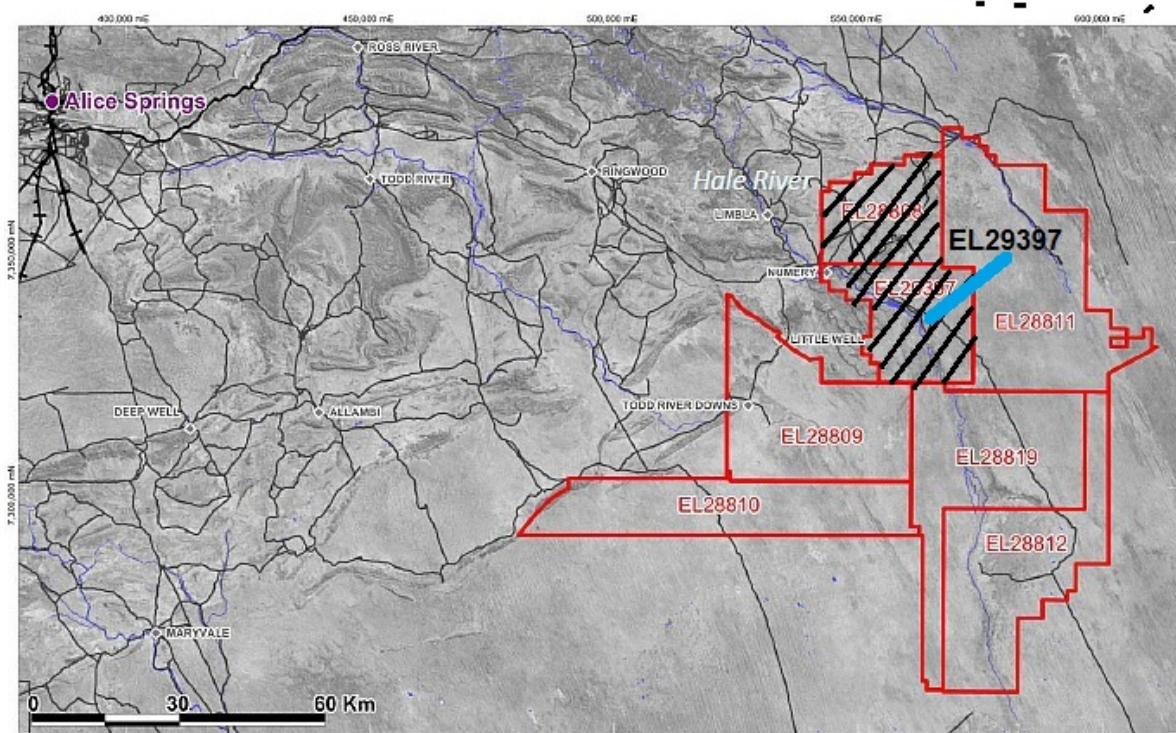 400,000 mE
450,000 mE
500,000 mE
550,000 mE
600,000 mE
ROSS RIVER
Alice Springs
RINGWOOD
TODD RIVER
Hale River
LIMBLA
EL28808
EL29397
7,350,000 mN
NUMERY
EL29397
EL28811
LITTLE WELL
DEEP WELL
ALLAMBI
TODD RIVER DOWNS
EL28809
EL28819
7,300,000 mN
EL28810
EL28812
MARYVALE
0 30 60 Km